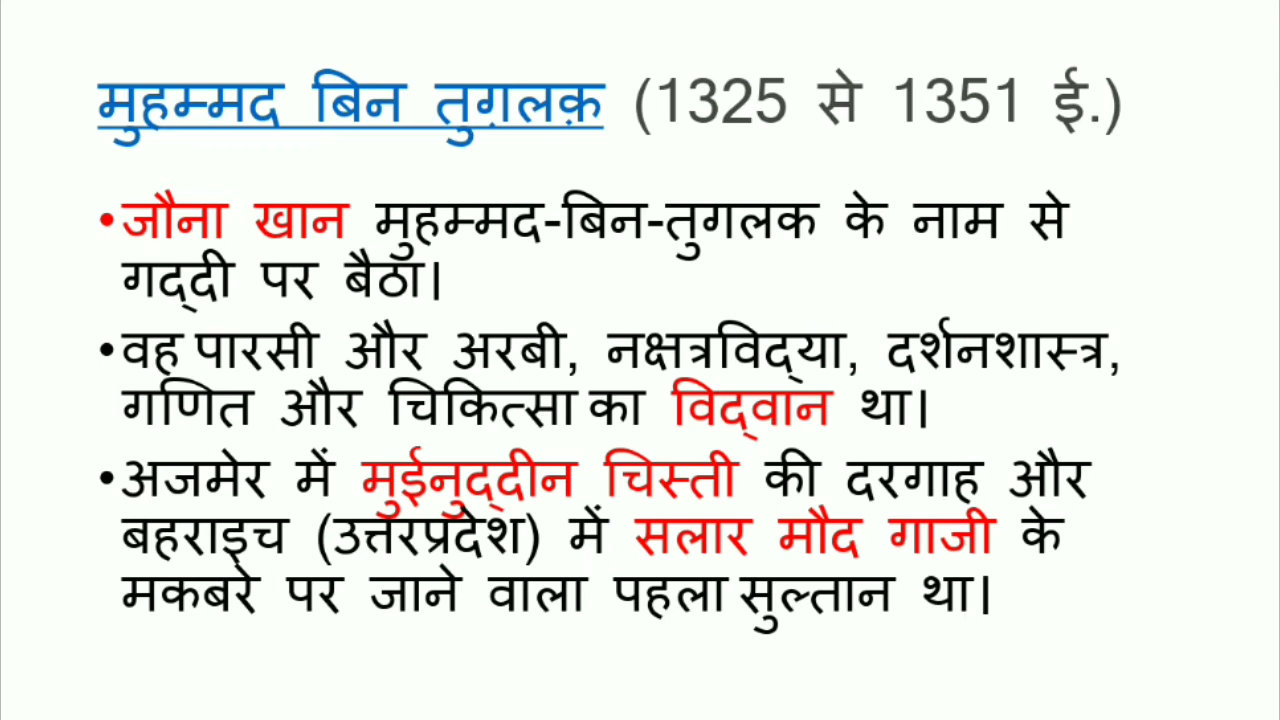 मुहम्मद बिन तुग़लक़ (1325 से 1351 ई.)
•जौना खान मुहम्मद-बिन-तुगलक के नाम से
गद्दी पर बैठा।
•वह पारसी और अरबी, नक्षत्रविद्या, दर्शनशास्त्र,
गणित और चिकित्सा का विद्वान था।
•अजमेर में मुईनुद्दीन चिस्ती की दरगाह और
बहराइच (उत्तरप्रदेश) में सलार मौद गाजी के
मकबरे पर जाने वाला पहला सुल्तान था।